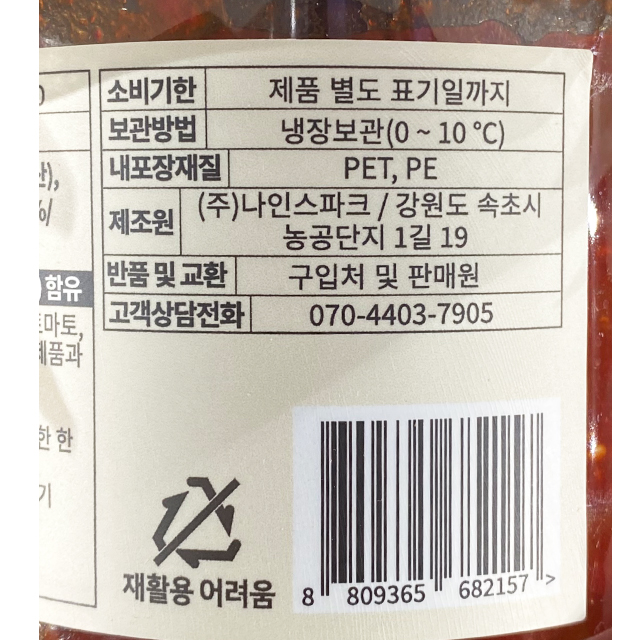 소비기한 제품 별도 표기일까지
보관방법 냉장보관(0 ~ 10 ℃)
내포장재질 PET, PE
제조원 (주)나인스파크 / 강원도 속초시
농공단지 1길 19
반품 및 교환 구입처 및 판매원
고객상담전화 070-4403-7905
함유
토마토,
제품과
한 한
기
재활용 어려움
8 809365 682157 >